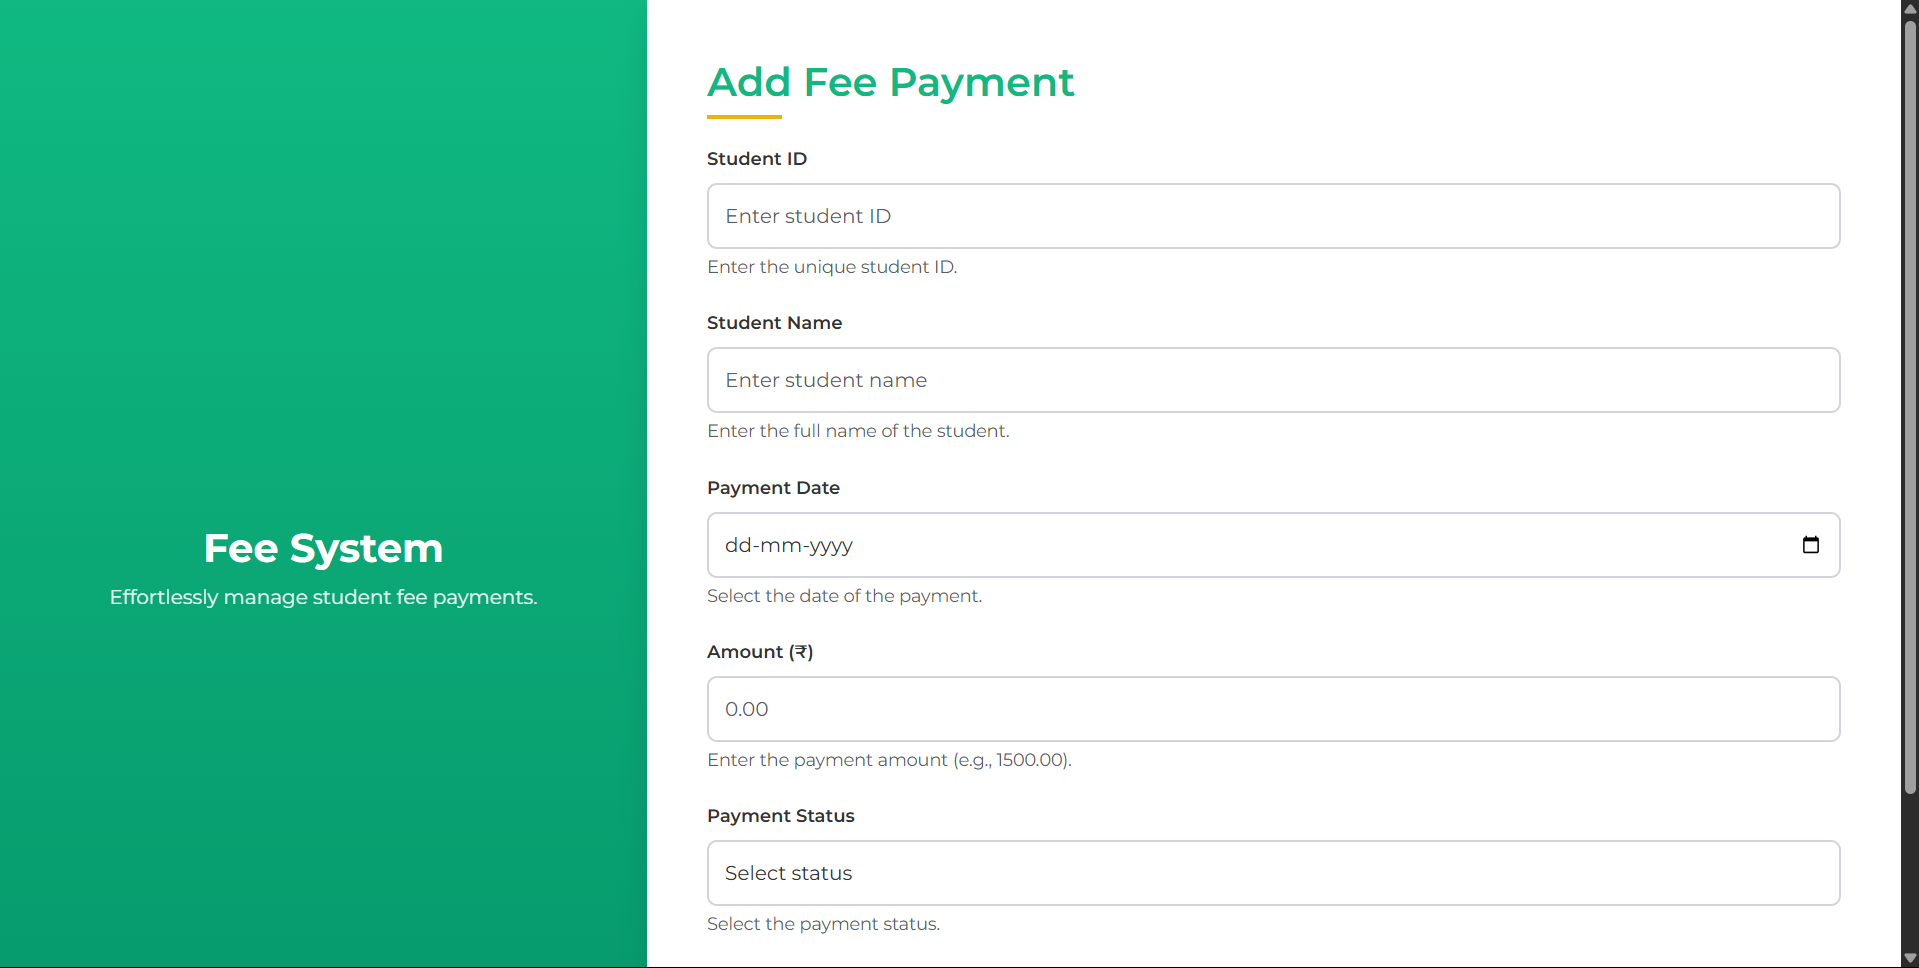 Fee System
Effortlessly manage student fee payments.
Add Fee Payment
Student ID
Enter student ID
Enter the unique student ID.
Student Name
Enter student name
Enter the full name of the student.
Payment Date
dd-mm-yyyy
Select the date of the payment.
Amount (₹)
0.00
Enter the payment amount (e.g., 1500.00).
Payment Status
Select status
Select the payment status.